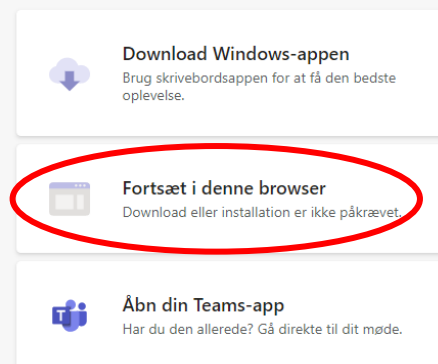 Download Windows-appen
Brug skrivebordsappen for at få den bedste
oplevelse.
Fortsæt i denne browser
Download eller installation er ikke påkrævet.
Åbn din Teams-app
Har du den allerede? Gå direkte til dit møde.